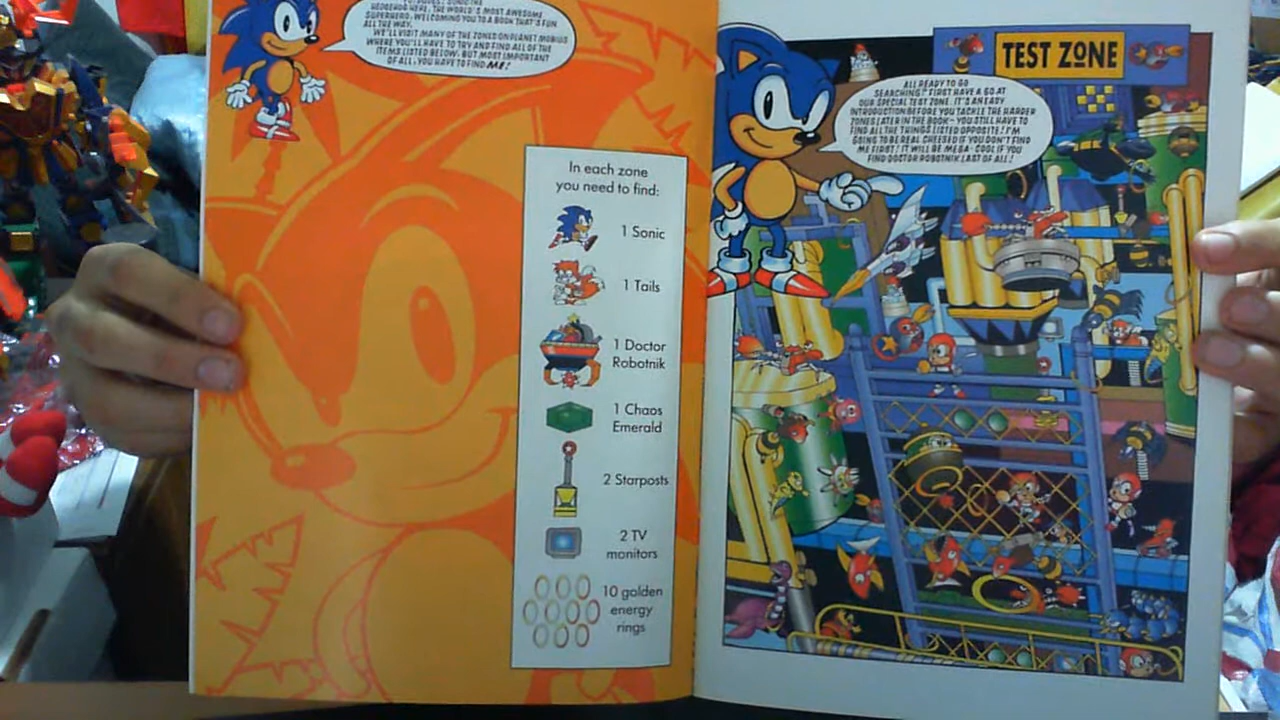 HEDGEHOG HERE, THE WORLD'S MOST AWESOME
SUPERHERO, WELCOMING YOU TO A BOOK THAT'S FUN
ALL THE WAY.
WE'LL VISIT MANY OF THE ZONES ON PLANET MOBIUS
WHERE YOU'LL HAVE TO TRY AND FIND ALL OF THE
ITEMS LISTED BELOW, BUT MOST IMPORTANT
OF ALL, YOU HAVE TO FIND ME!
In each zone
you need to find:
1 Sonic
1 Tails
1 Doctor
Robotnik
1 Chaos
Emerald
2 Starposts
2 TV
monitors
10 golden
energy
rings
TEST ZONE
ALL READY TO GO
SEARCHING? FIRST HAVE A GO AT
OUR SPECIAL TEST ZONE. IT'S AN EASY
INTRODUCTION BEFORE YOU TACKLE THE HARDER
ZONES LATER IN THE BOOK - YOU STILL HAVE TO
FIND ALL THE THINGS LISTED OPPOSITE! I'M
GOING TO BE REAL CHEESED IF YOU DON'T FIND
ME FIRST! IT WILL BE MEGA-COOL IF YOU
FIND DOCTOR ROBOTNIK LAST OF ALL!